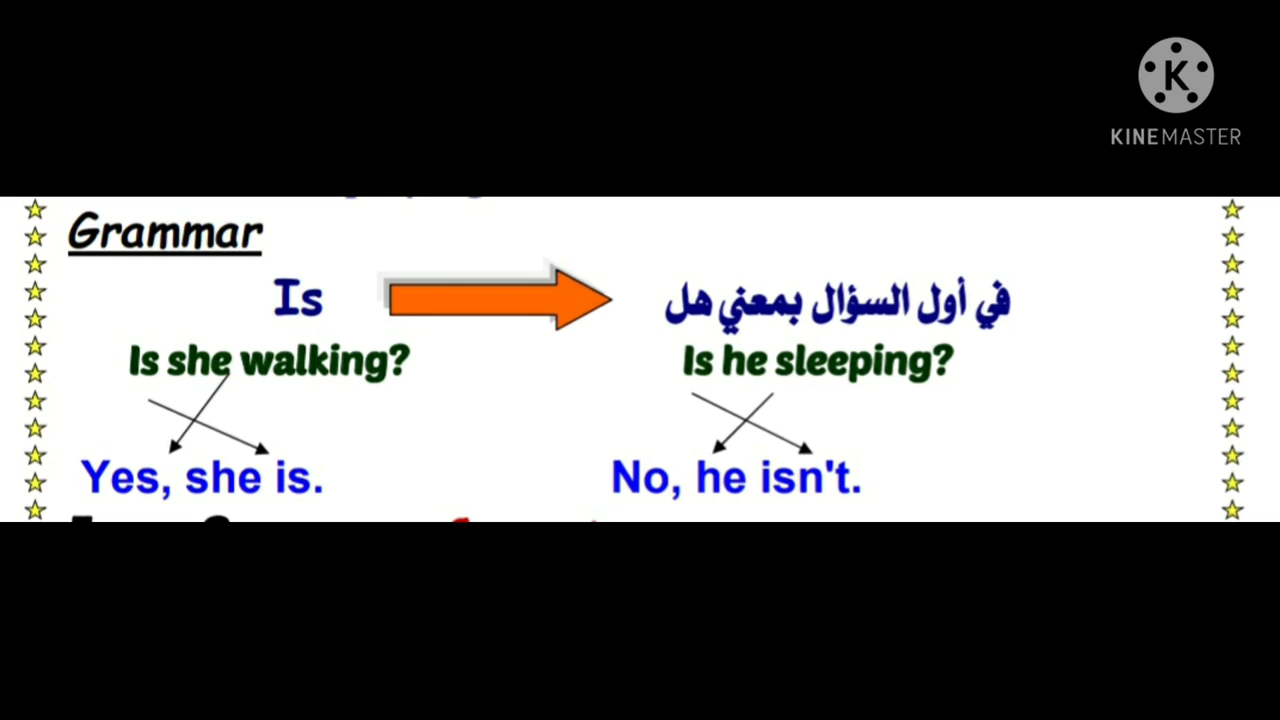 KINEMASTER
Grammar
Is في أول السؤال بمعني هل
Is she walking? Is he sleeping?
Yes, she is. No, he isn't.